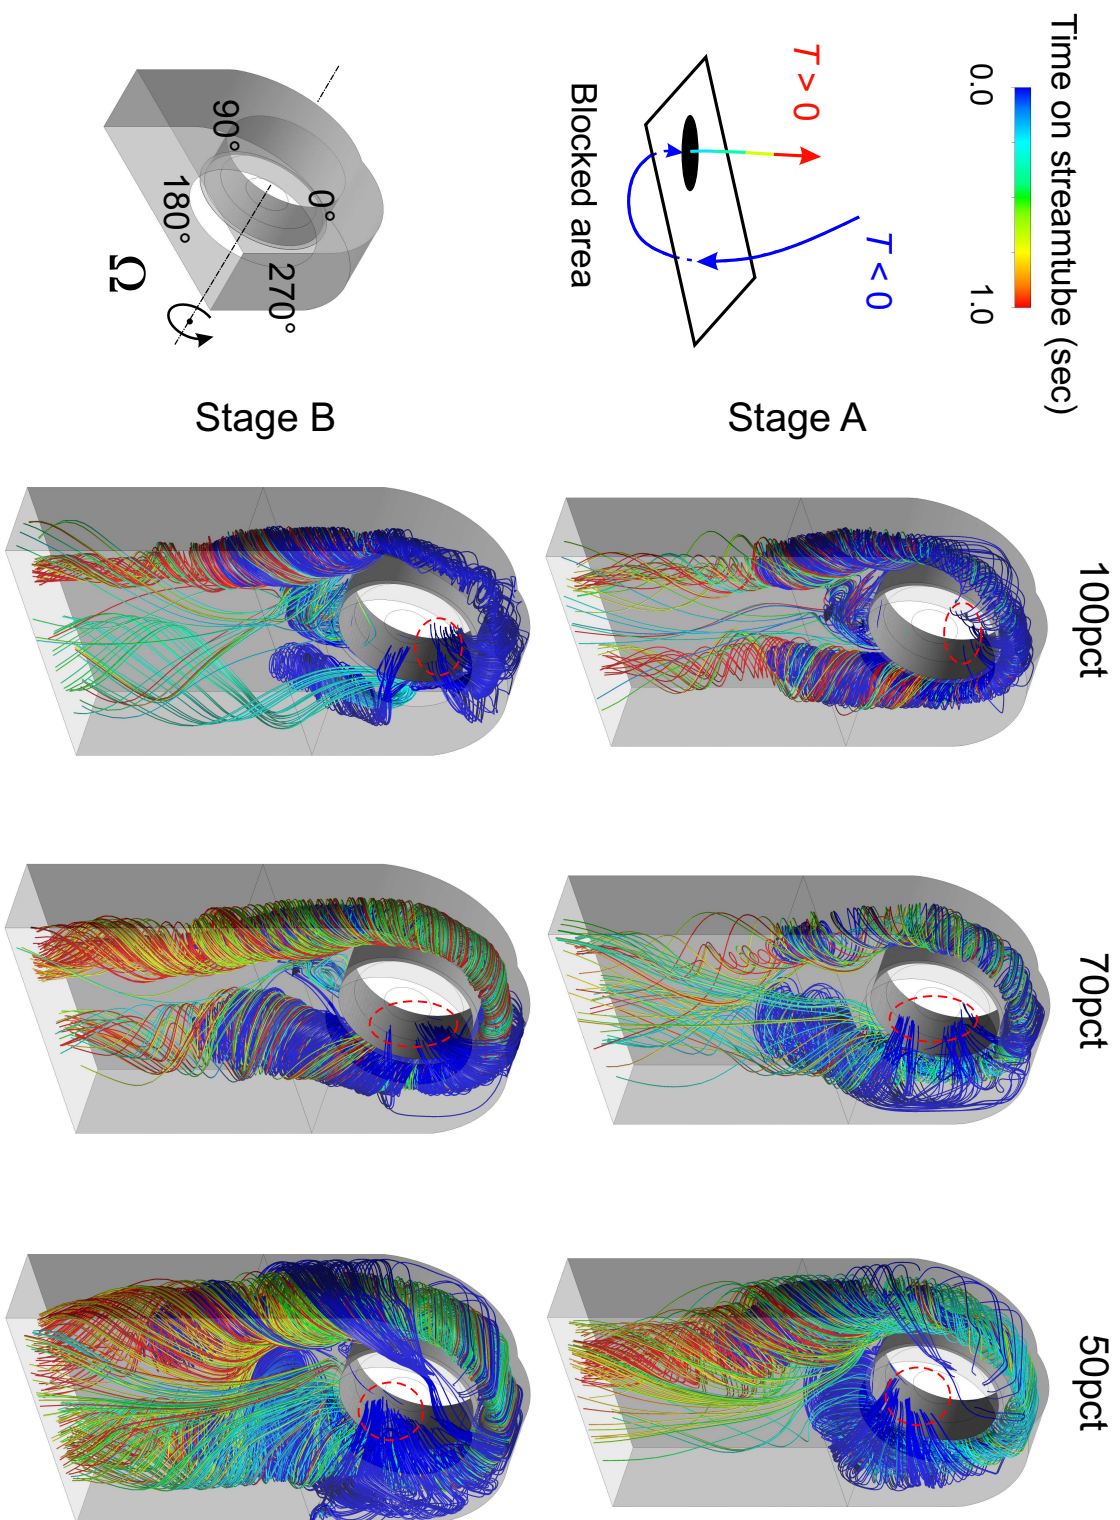 Time on streamtube (sec)
0.0
1.0
T > 0
T < 0
Blocked area
90°
0°
180°
270°
Ω
Stage A
Stage B
100pct
70pct
50pct